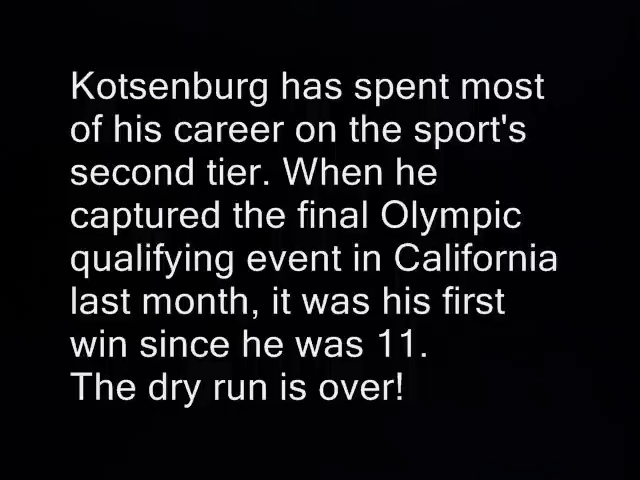 Kotsenburg has spent most
of his career on the sport's
second tier. When he
captured the final Olympic
qualifying event in California
last month, it was his first
win since he was 11.
The dry run is over!